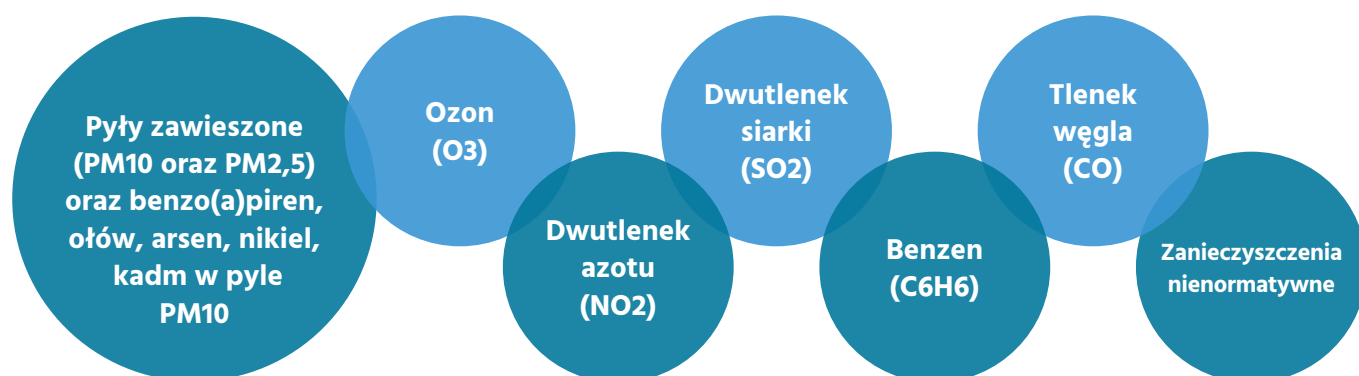 Pyły zawieszone
(PM10 oraz PM2,5)
oraz benzo(a)piren,
ołów, arsen, nikiel,
kadm w pyle
PM10
Ozon
(O3)
Dwutlenek
azotu
(NO2)
Dwutlenek
siarki
(SO2)
Benzen
(C6H6)
Tlenek
węgla
(CO)
Zanieczyszczenia
nienormatywne